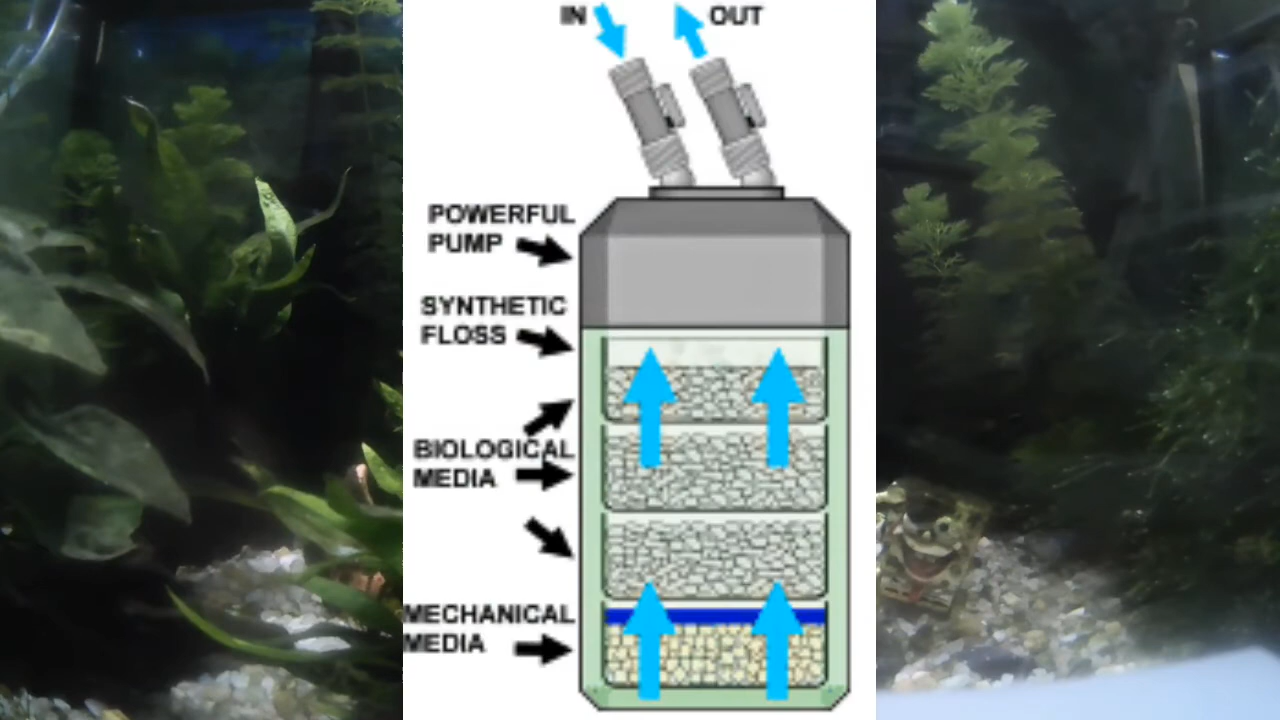 IN
OUT
POWERFUL
PUMP
SYNTHETIC
FLOSS
BIOLOGICAL
MEDIA
MECHANICAL
MEDIA